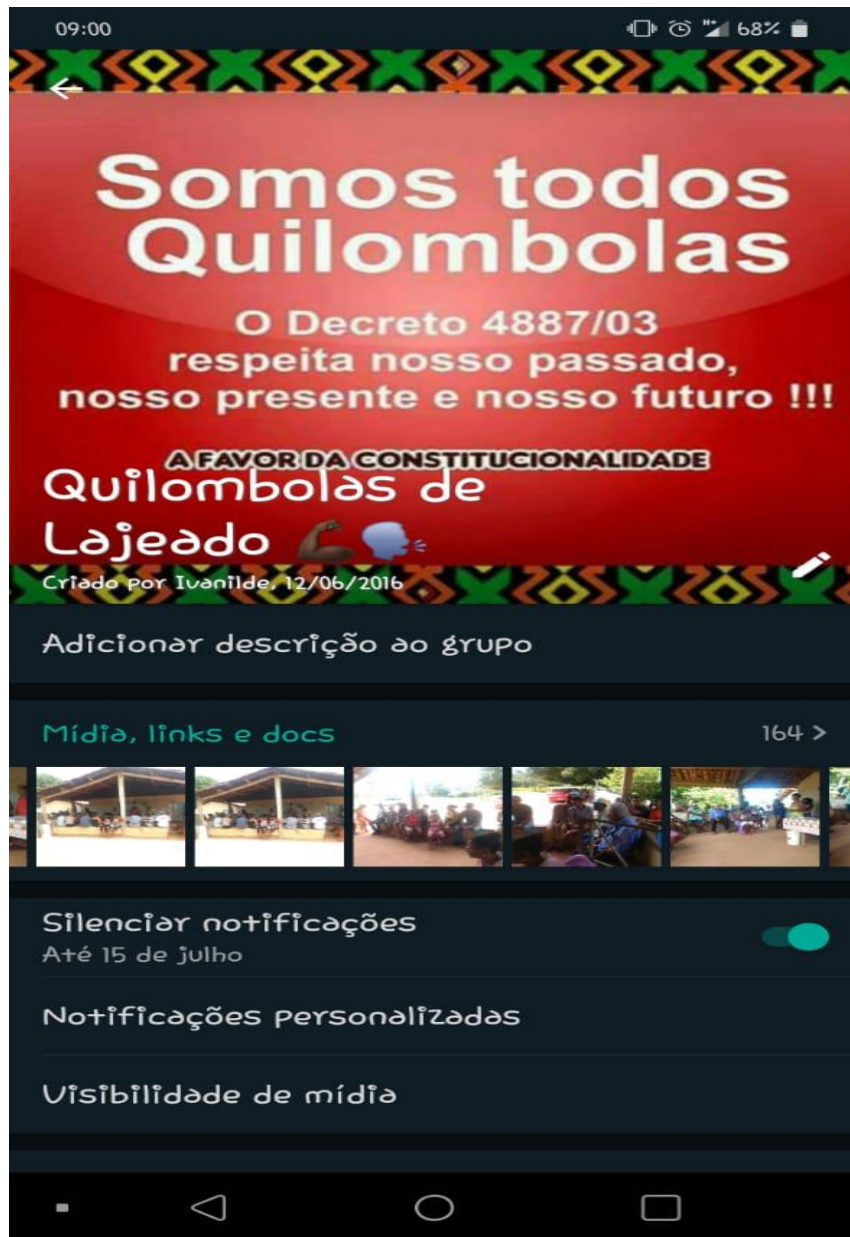 09:00
68%
Somos todos
Quilombolas
O Decreto 4887/03
respeita nosso passado,
nosso presente e nosso futuro !!!
A FAVOR DA CONSTITUCIONALIDADE
Quilombolas de
Lajeado 💪🏿🗣
Criado por Ivanilde, 12/06/2016
Adicionar descrição ao grupo
Mídia, links e docs
164 >
Silenciar notificações
Até 15 de julho
Notificações personalizadas
Visibilidade de mídia